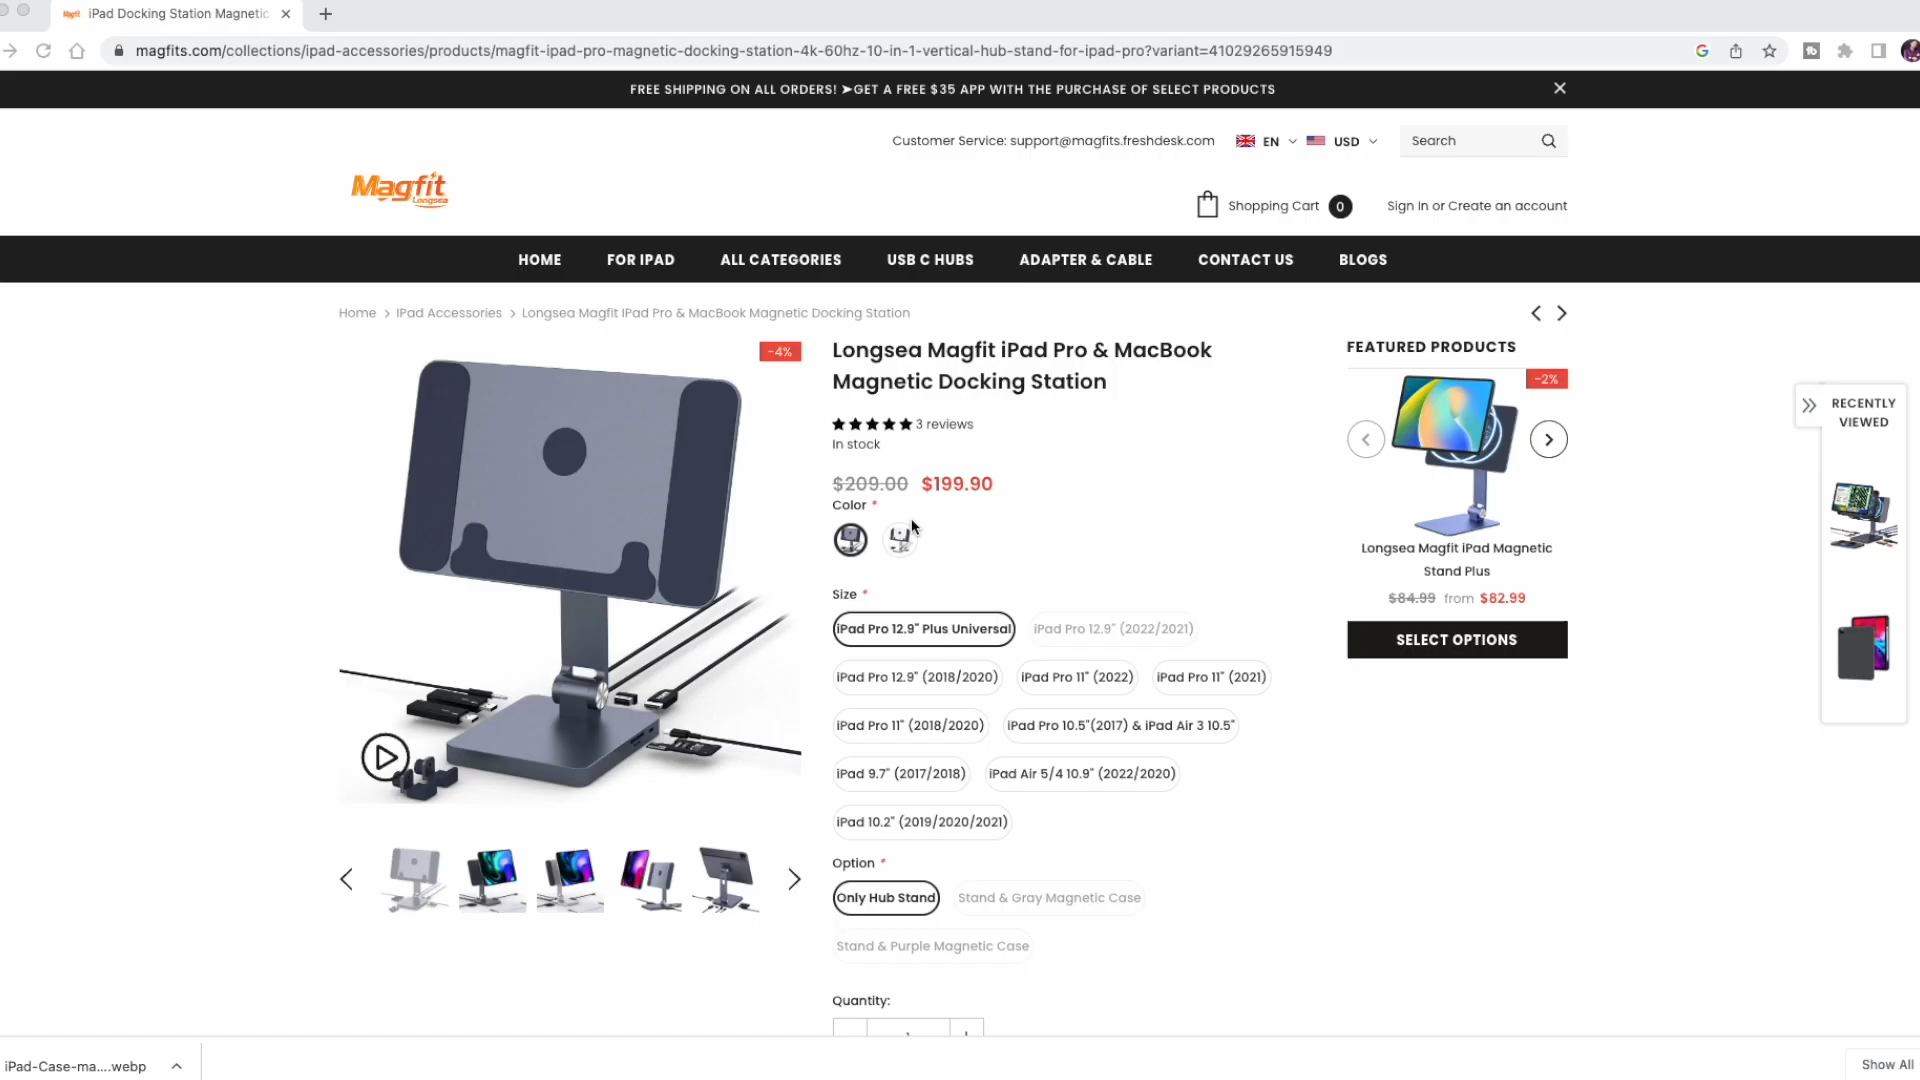 iPad Docking Station Magnetic
magfits.com/collections/ipad-accessories/products/magfit-ipad-pro-magnetic-docking-station-4k-60hz-10-in-1-vertical-hub-stand-for-ipad-pro?variant=41029265915949
FREE SHIPPING ON ALL ORDERS! ➤GET A FREE $35 APP WITH THE PURCHASE OF SELECT PRODUCTS
Customer Service: support@magfits.freshdesk.com
EN
USD
Search
Magfit
Longsea
Shopping Cart 0
Sign In or Create an account
HOME
FOR IPAD
ALL CATEGORIES
USB C HUBS
ADAPTER & CABLE
CONTACT US
BLOGS
Home > IPad Accessories > Longsea Magfit IPad Pro & MacBook Magnetic Docking Station
-4%
Longsea Magfit iPad Pro & MacBook
Magnetic Docking Station
3 reviews
In stock
$209.00 $199.90
Color *
Size *
iPad Pro 12.9" Plus Universal
iPad Pro 12.9" (2022/2021)
iPad Pro 12.9" (2018/2020)
iPad Pro 11" (2022)
iPad Pro 11" (2021)
iPad Pro 11" (2018/2020)
iPad Pro 10.5"(2017) & iPad Air 3 10.5"
iPad 9.7" (2017/2018)
iPad Air 5/4 10.9" (2022/2020)
iPad 10.2" (2019/2020/2021)
Option *
Only Hub Stand
Stand & Gray Magnetic Case
Stand & Purple Magnetic Case
Quantity:
FEATURED PRODUCTS
-2%
Longsea Magfit iPad Magnetic
Stand Plus
$84.99 from $82.99
SELECT OPTIONS
RECENTLY
VIEWED
iPad-Case-ma....webp
Show All